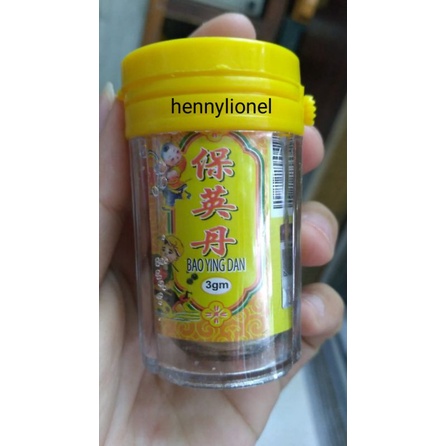 hennylionel
保
英
丹
BAO YING DAN
3gm